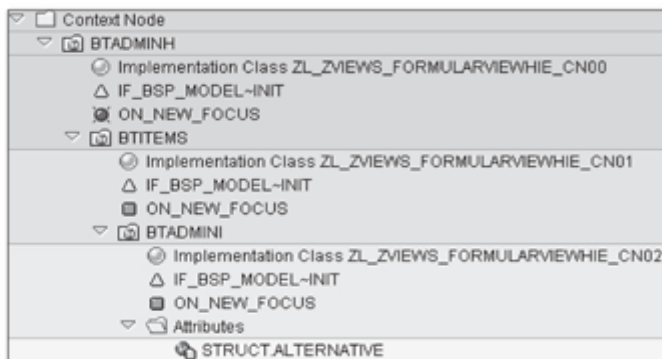 Context Node
BTADMINH
Implementation Class ZL_ZVIEWS_FORMULARVIEWHIE_CN00
IF_BSP_MODEL~INIT
ON_NEW_FOCUS
BTITEMS
Implementation Class ZL_ZVIEWS_FORMULARVIEWHIE_CN01
IF_BSP_MODEL~INIT
ON_NEW_FOCUS
BTADMINI
Implementation Class ZL_ZVIEWS_FORMULARVIEWHIE_CN02
IF_BSP_MODEL~INIT
ON_NEW_FOCUS
Attributes
STRUCT.ALTERNATIVE